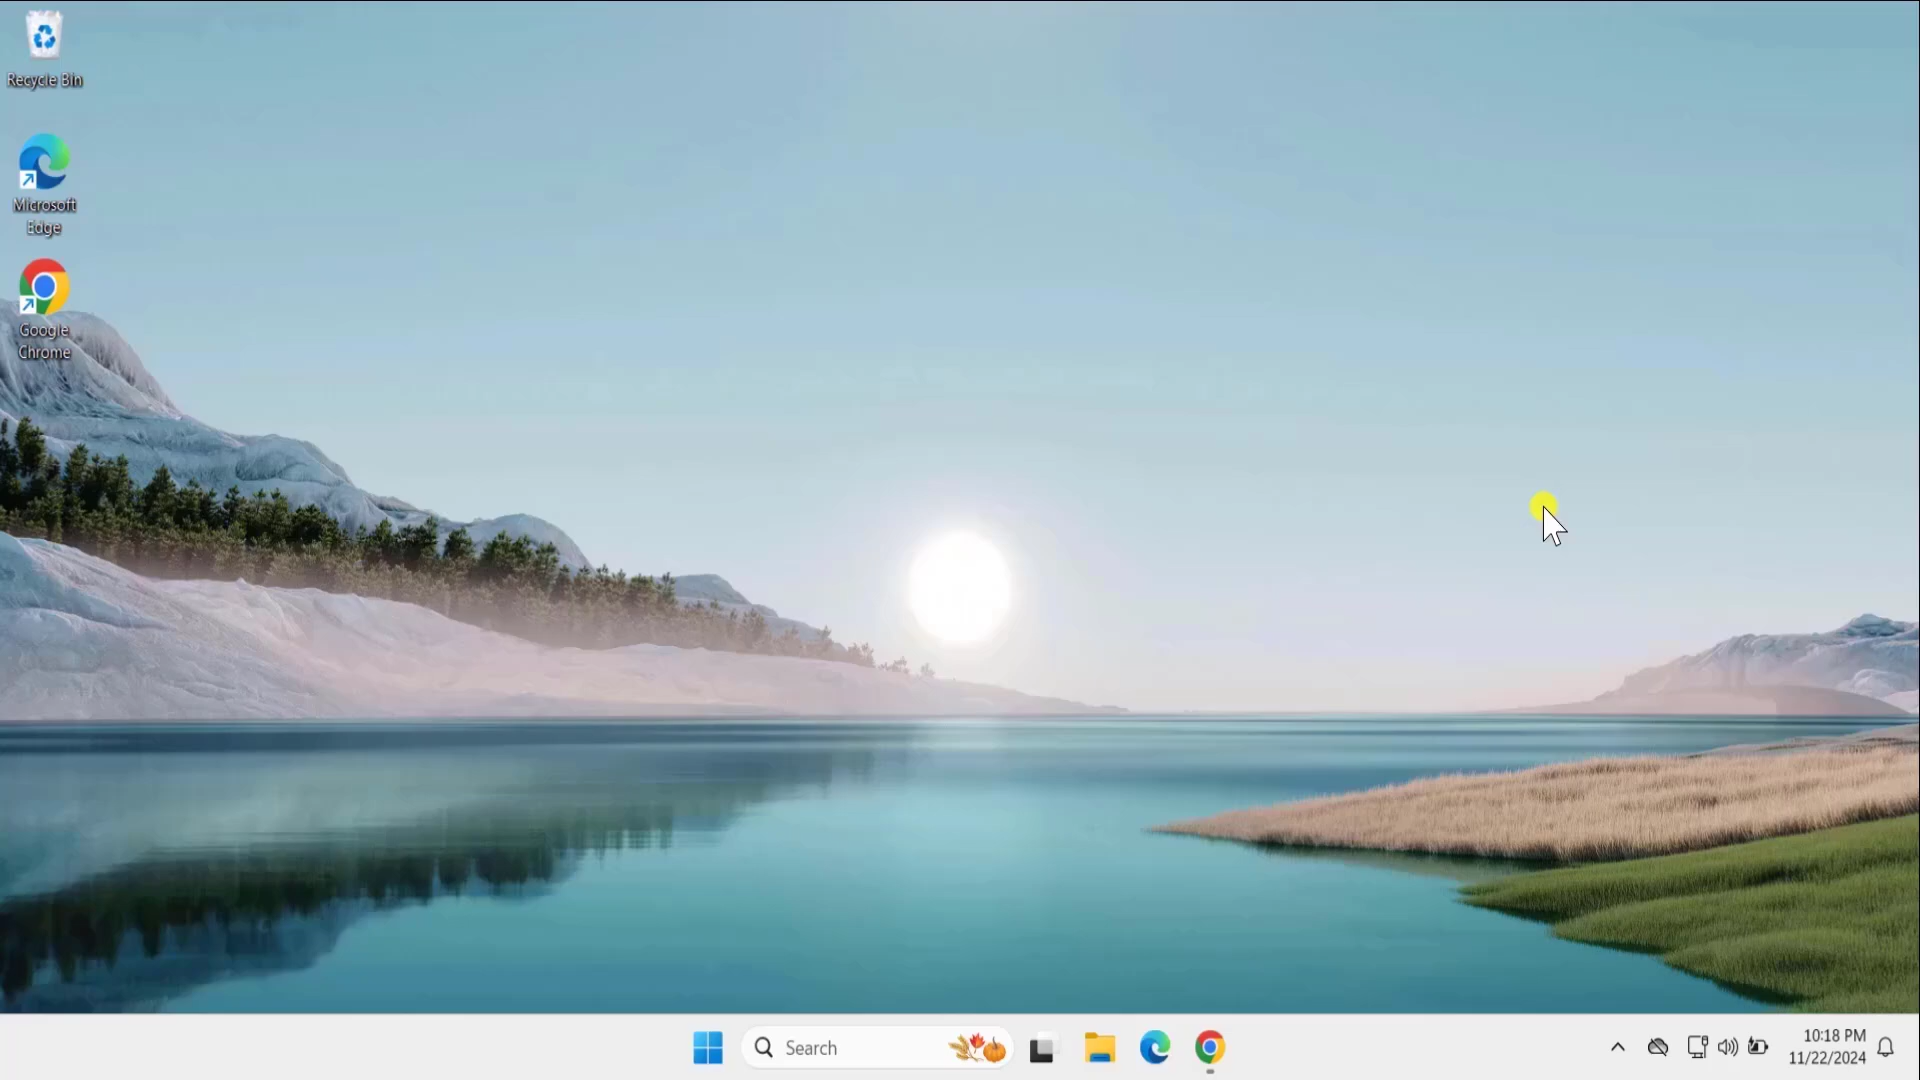 Recycle Bin
Microsoft
Edge
Google
Chrome
Search
10:18 PM
11/22/2024